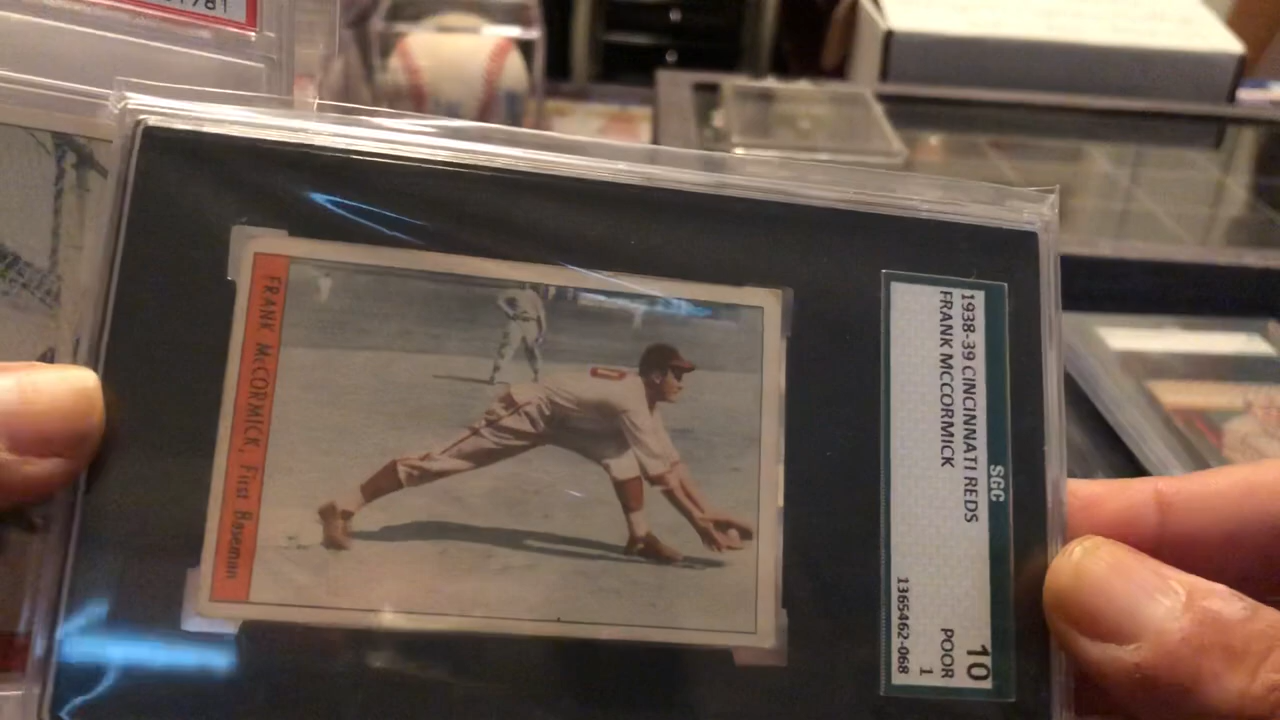 FRANK McCORMICK, First Baseman
SGC
1938-39 CINCINNATI REDS
FRANK MCCORMICK
10
POOR
1
1365462-068